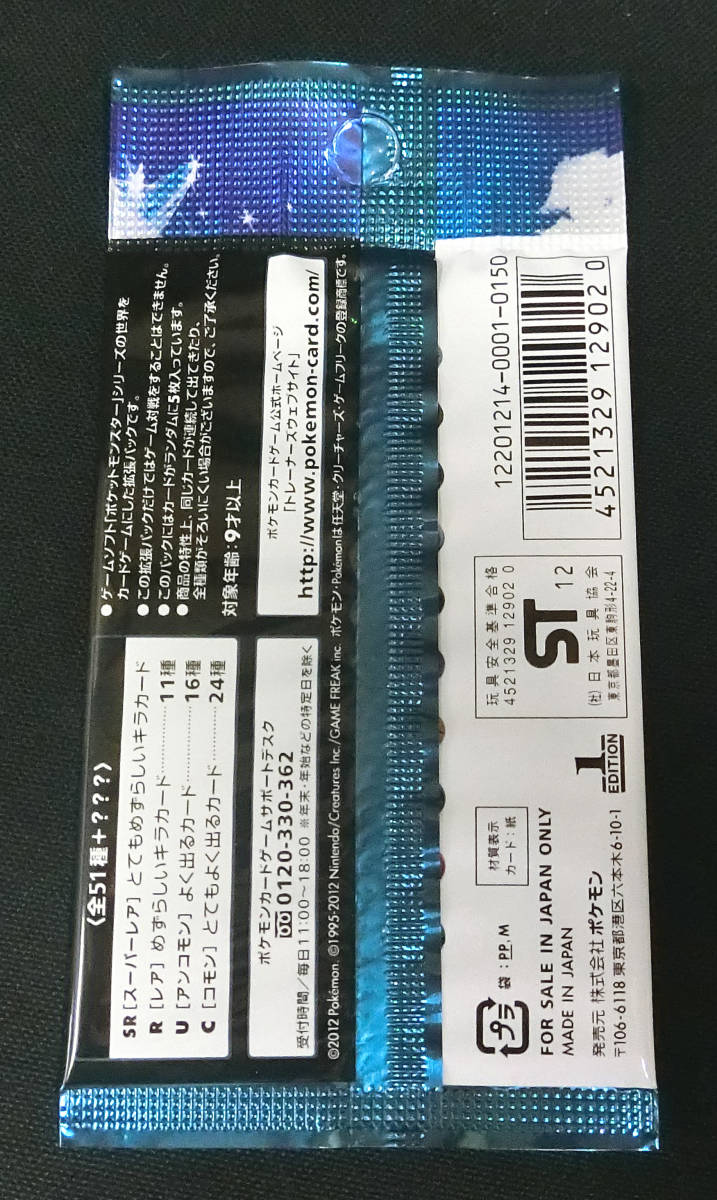 〈全51種+???〉
SR [スーパーレア] とてもめずらしいキラカード
R [レア] めずらしいキラカード………11種
U [アンコモン] よく出るカード………16種
C [コモン] とてもよく出るカード………24種
●ゲームソフト「ポケットモンスター」シリーズの世界を
カードゲームにした拡張パックです。
●この拡張パックだけではゲーム対戦をすることはできません。
●このパックにはカードがランダムに5枚入っています。
●商品の特性上、同じカードが連続して出てきたり、
全種類がそろいにくい場合がございますので、ご了承ください。
対象年齢:9才以上
ポケモンカードゲームサポートデスク
0120-330-362
受付時間/毎日11:00~18:00 ※年末・年始などの特定日を除く
ポケモンカードゲーム公式ホームページ
「トレーナーズウェブサイト」
http://www.pokemon-card.com/
©2012 Pokémon. ©1995-2012 Nintendo/Creatures Inc./GAME FREAK inc. ポケモン・Pokémonは任天堂・クリーチャーズ・ゲームフリークの登録商標です。
プラ
袋:PP,M
材質表示
カード:紙
FOR SALE IN JAPAN ONLY
MADE IN JAPAN
発売元 株式会社ポケモン
〒106-6118 東京都港区六本木6-10-1
1
EDITION
玩具安全基準合格
4521329 12902 0
ST 12
(社)日本玩具協会
東京都墨田区東駒形4-22-4
12201214-0001-0150
4521329129020